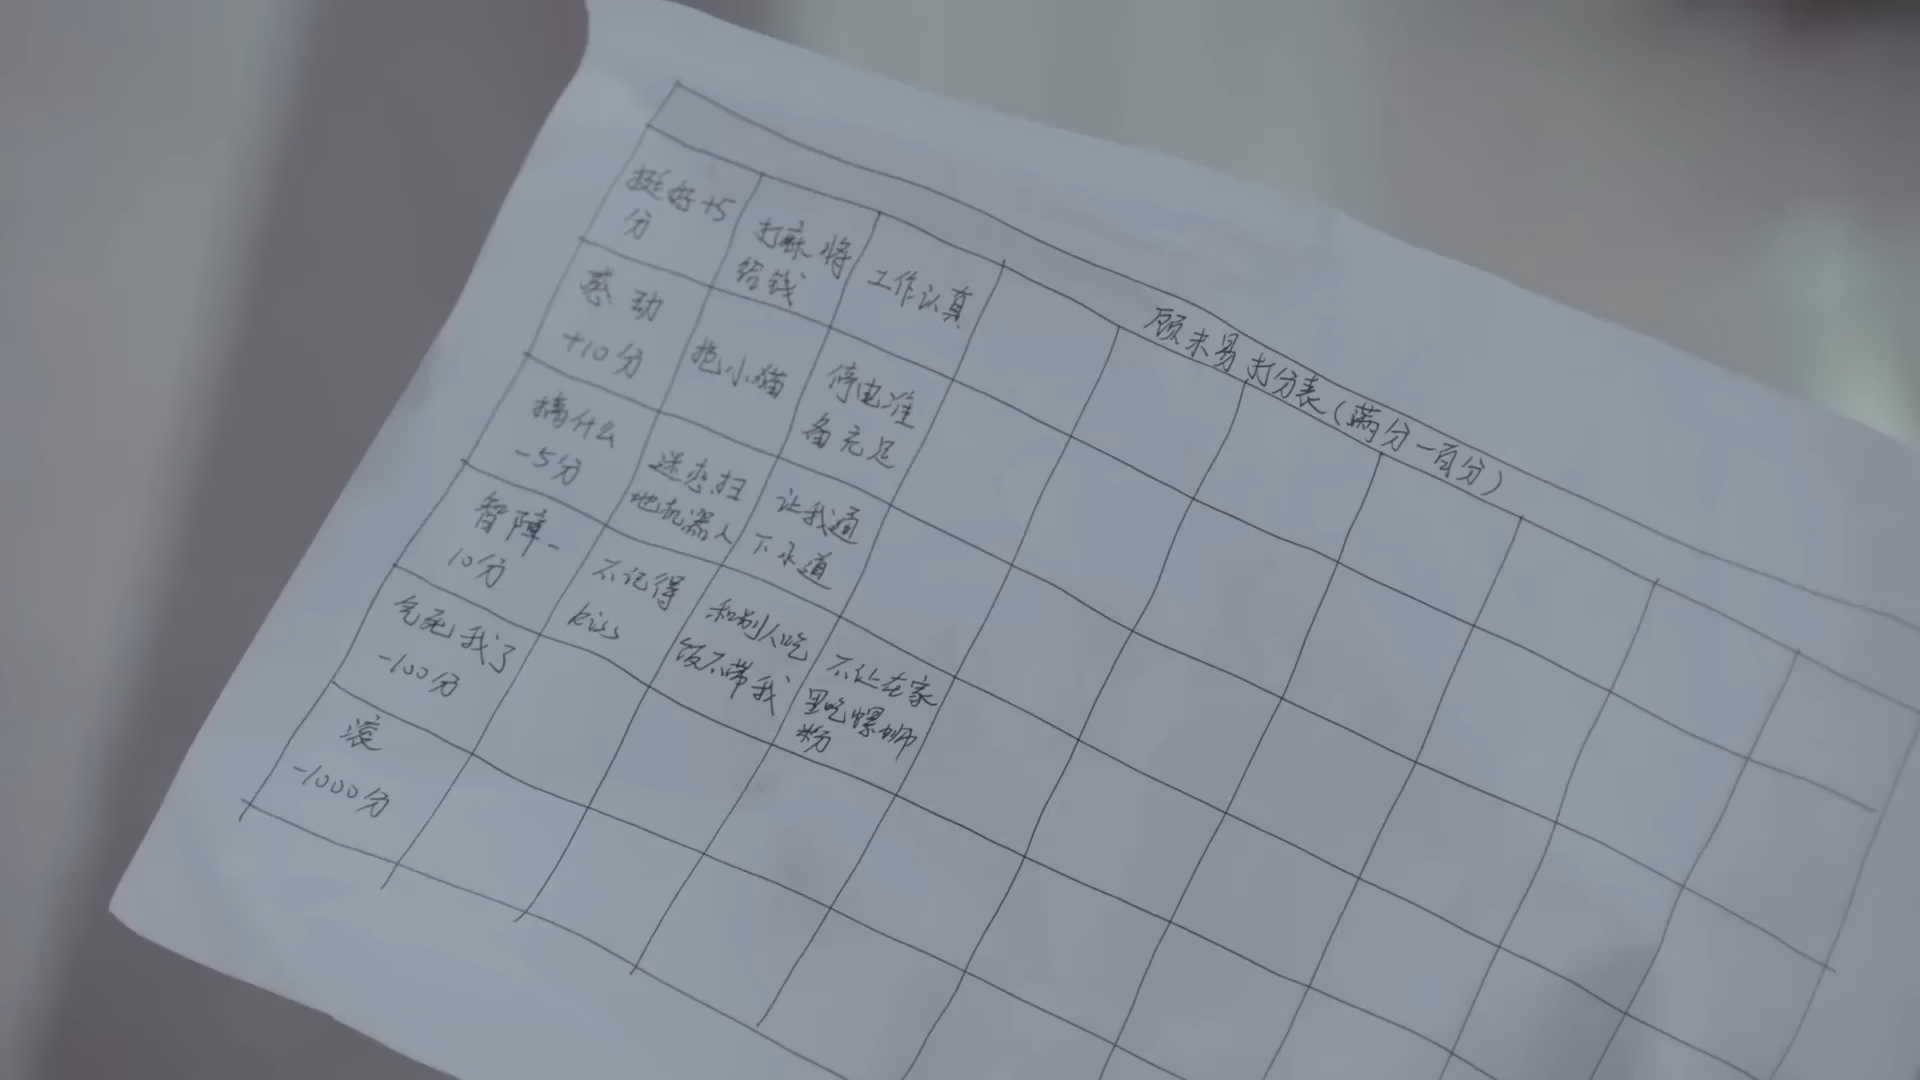 顾未易打分表(满分一百分)
挺好+5
分
打麻将
给钱
工作认真
感动
+10分
抱小猫
停电准
备充足
搞什么
-5分
迷恋扫
地机器人
让我通
下水道
智障-
10分
不记得
kiss
和别人吃
饭不带我
不让在家
里吃螺蛳
粉
气死我了
-100分
滚
-1000分